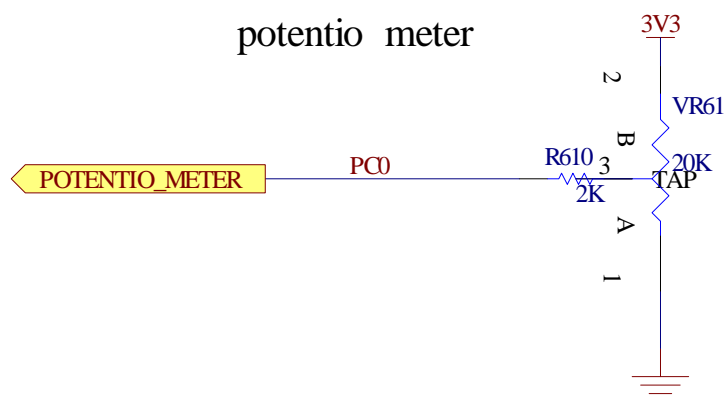 potentio meter
3V3
2
VR61
B
R610
3
20K
PC0
POTENTIO_METER
TAP
2K
A
1